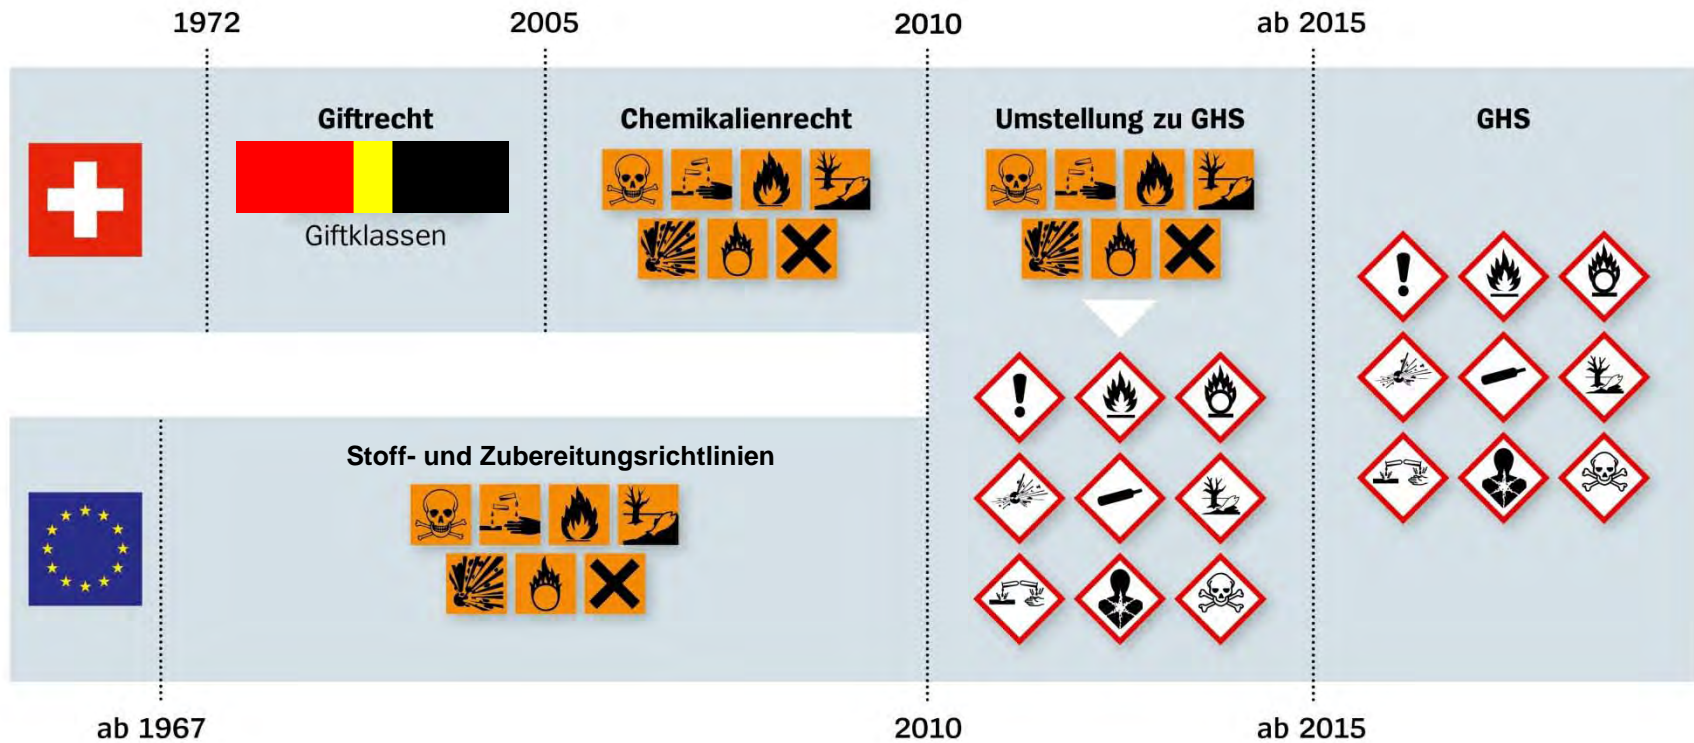 1972
2005
2010
ab 2015
Giftrecht
Chemikalienrecht
Umstellung zu GHS
GHS
Giftklassen
Stoff- und Zubereitungsrichtlinien
ab 1967
2010
ab 2015